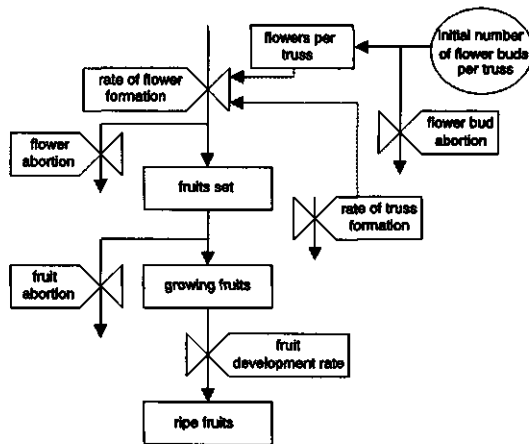 flowers per
truss
initial number
of flower buds
per truss
rate of flower
formation
flower bud
abortion
flower
abortion
fruits set
rate of truss
formation
fruit
abortion
growing fruits
fruit
development rate
ripe fruits